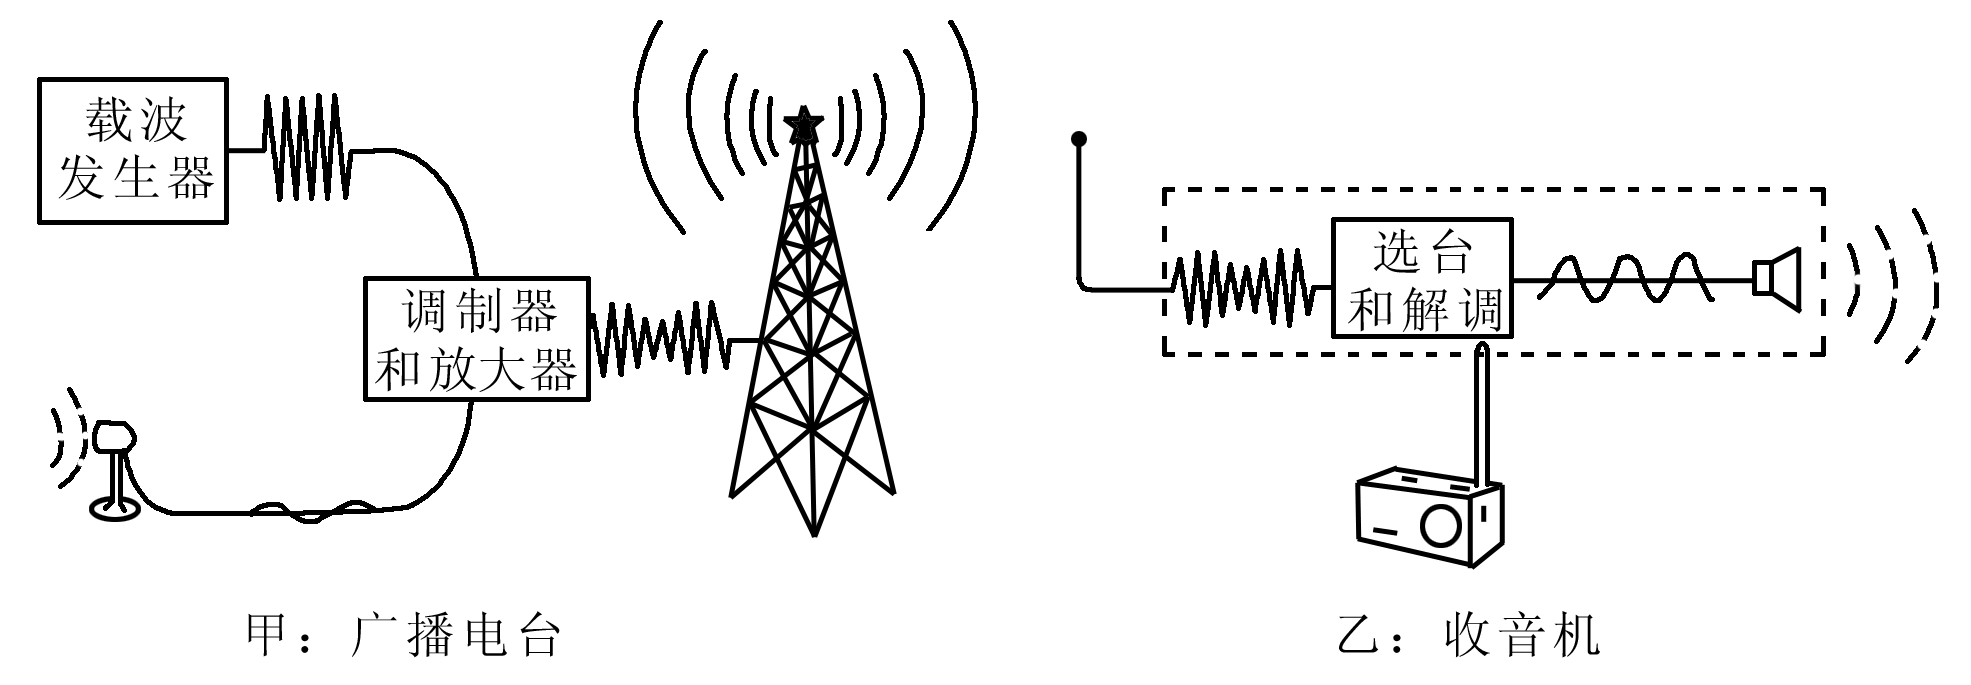 载波
发生器
调制器
和放大器
选台
和解调
甲：广播电台
乙：收音机